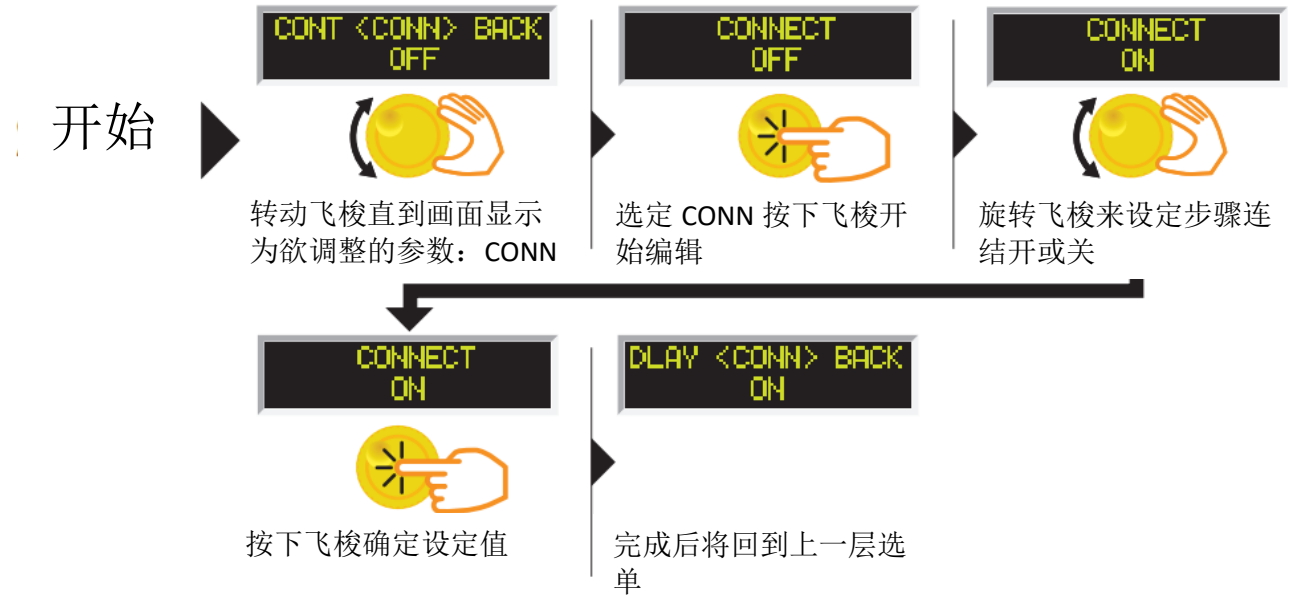 CONT <CONN> BACK
OFF
CONNECT
OFF
CONNECT
ON
开始
转动飞梭直到画面显示
为欲调整的参数：CONN
选定 CONN 按下飞梭开
始编辑
旋转飞梭来设定步骤连
结开或关
CONNECT
ON
DLAY <CONN> BACK
ON
按下飞梭确定设定值
完成后将回到上一层选
单